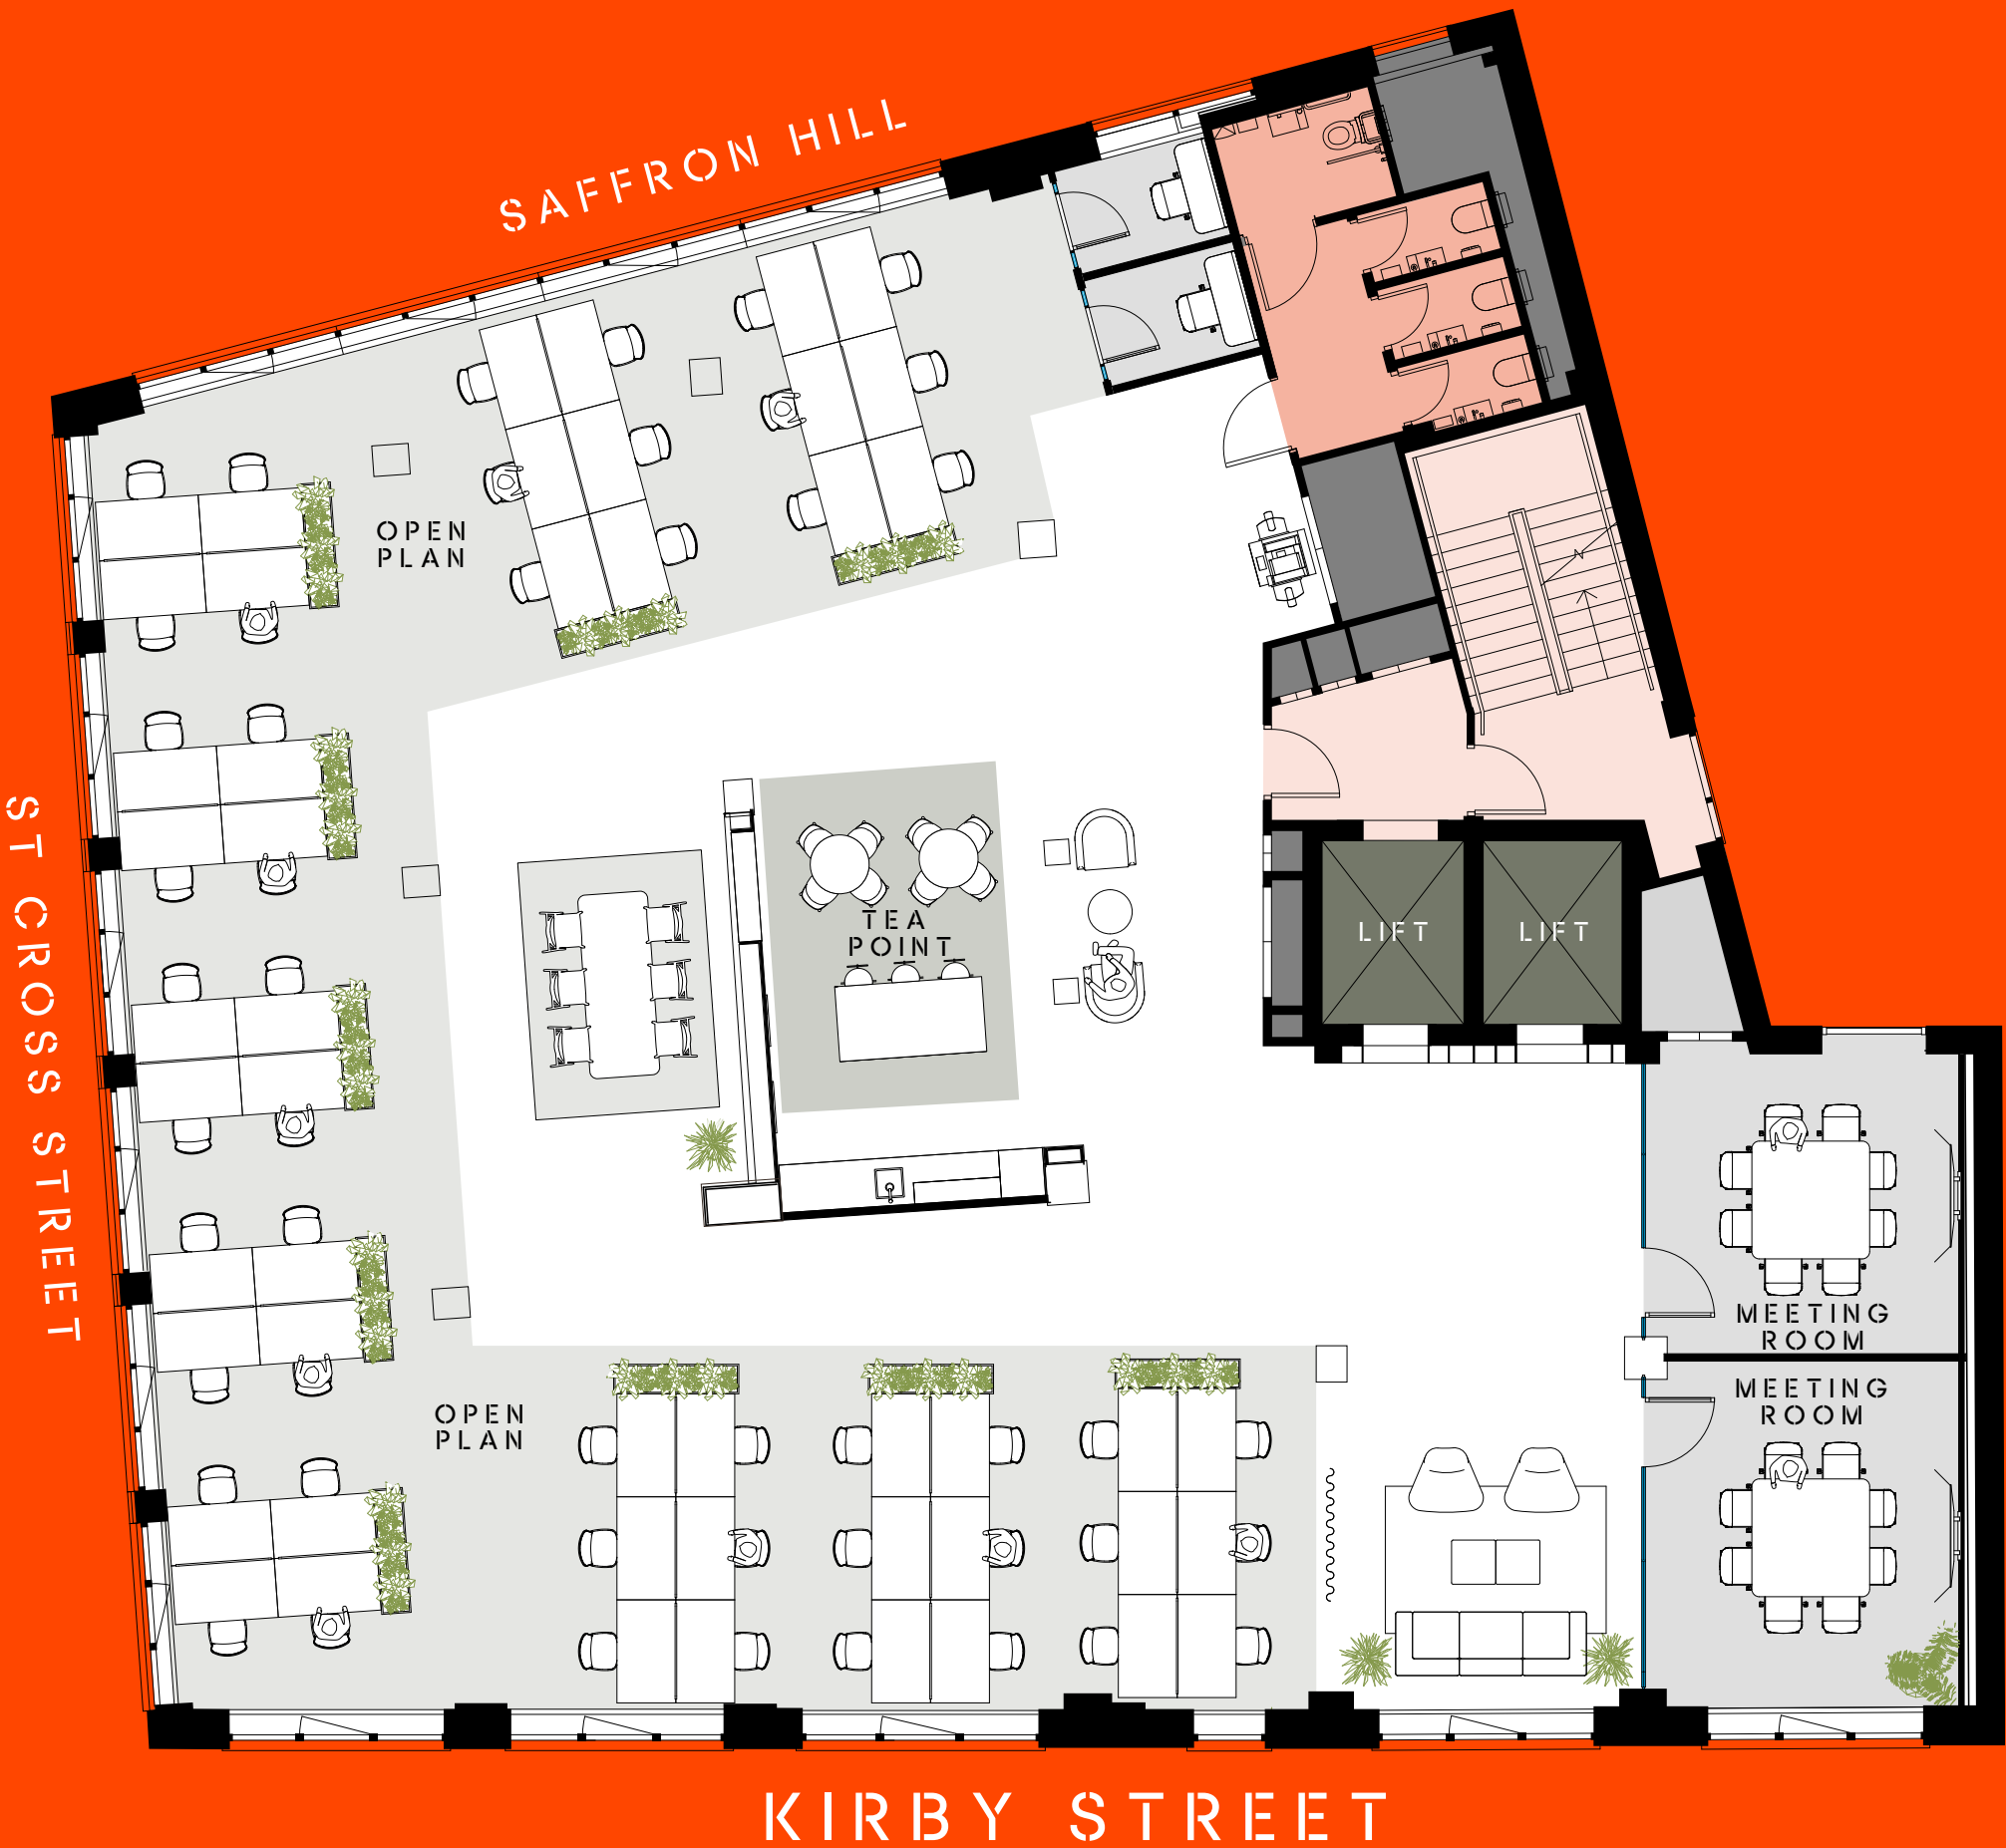 SAFFRON HILL
OPEN
PLAN
ST CROSS STREET
TEA
POINT
LIFT
LIFT
MEETING
ROOM
MEETING
ROOM
OPEN
PLAN
KIRBY STREET